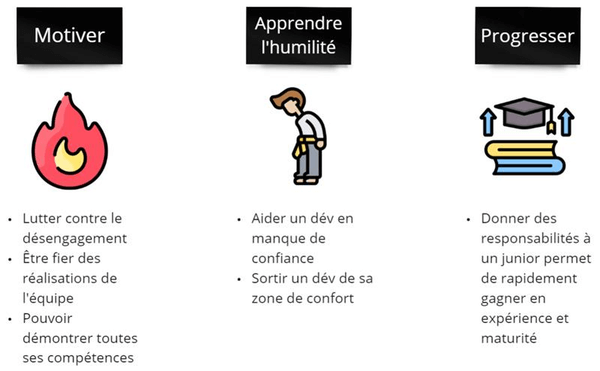 Motiver
Apprendre
l'humilité
Progresser
• Lutter contre le
désengagement
• Être fier des
réalisations de
l'équipe
• Pouvoir
démontrer toutes
ses compétences
• Aider un dév en
manque de
confiance
• Sortir un dév de sa
zone de confort
• Donner des
responsabilités à
un junior permet
de rapidement
gagner en
expérience et
maturité